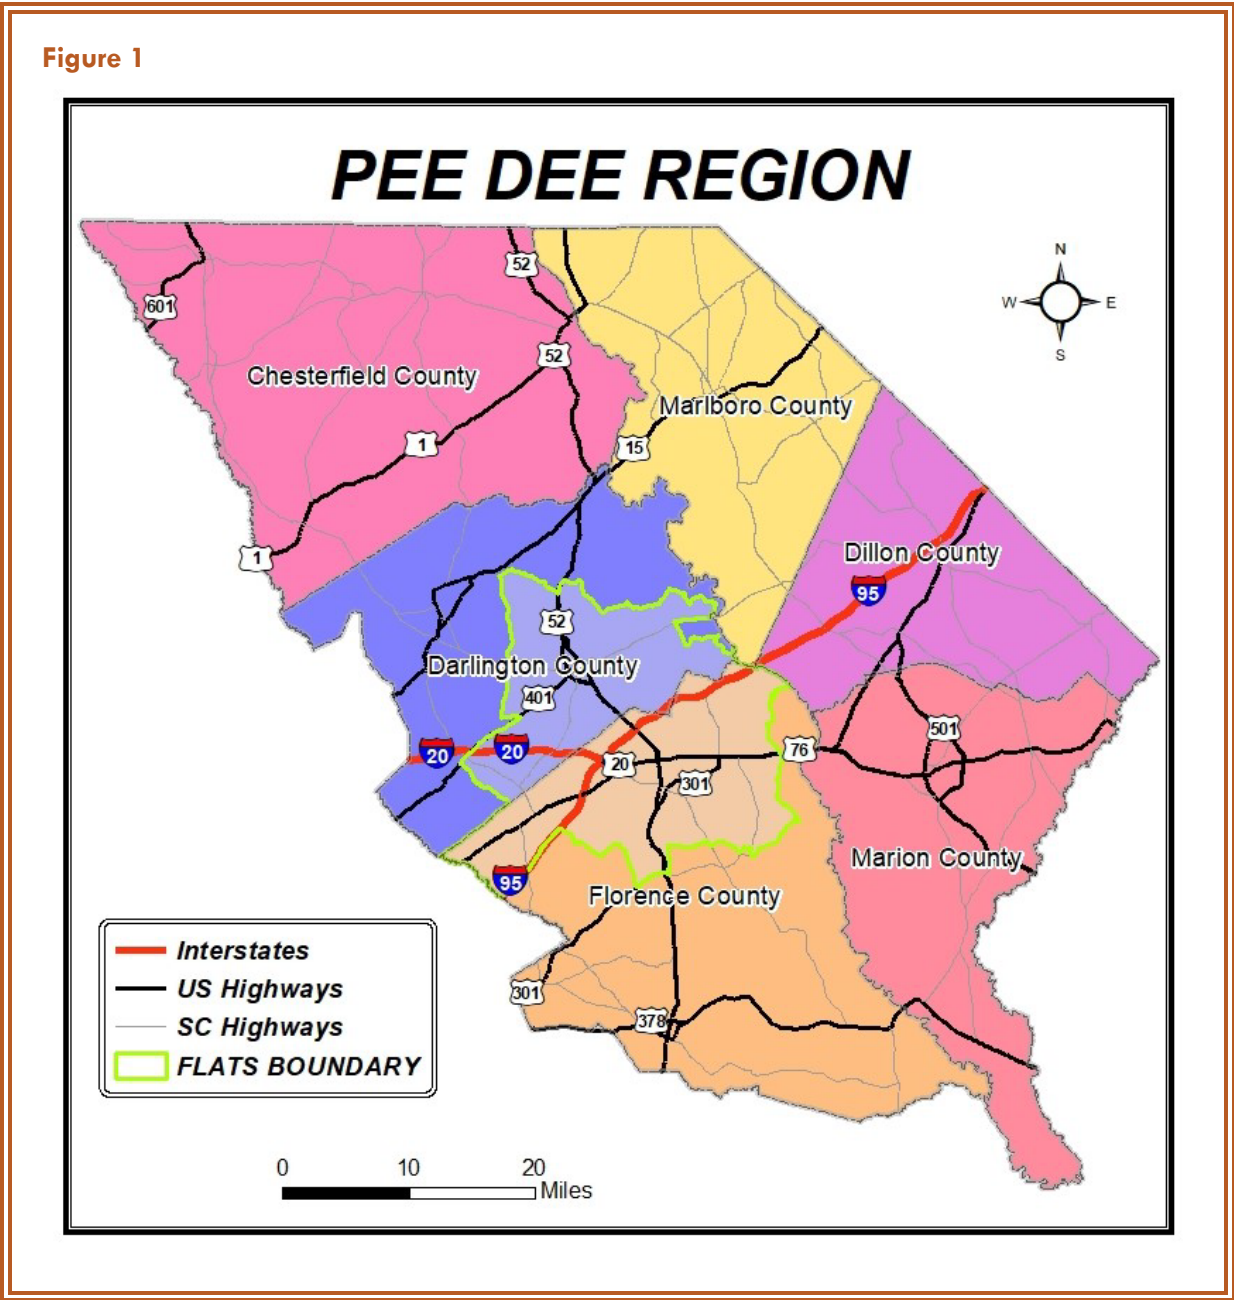 Figure 1
PEE DEE REGION
N
W
E
S
52
601
52
Chesterfield County
Marlboro County
1
15
1
Dillon County
95
52
Darlington County
401
501
20
20
76
20
301
Marion County
95
Florence County
301
378
Interstates
US Highways
SC Highways
FLATS BOUNDARY
0 10 20
Miles